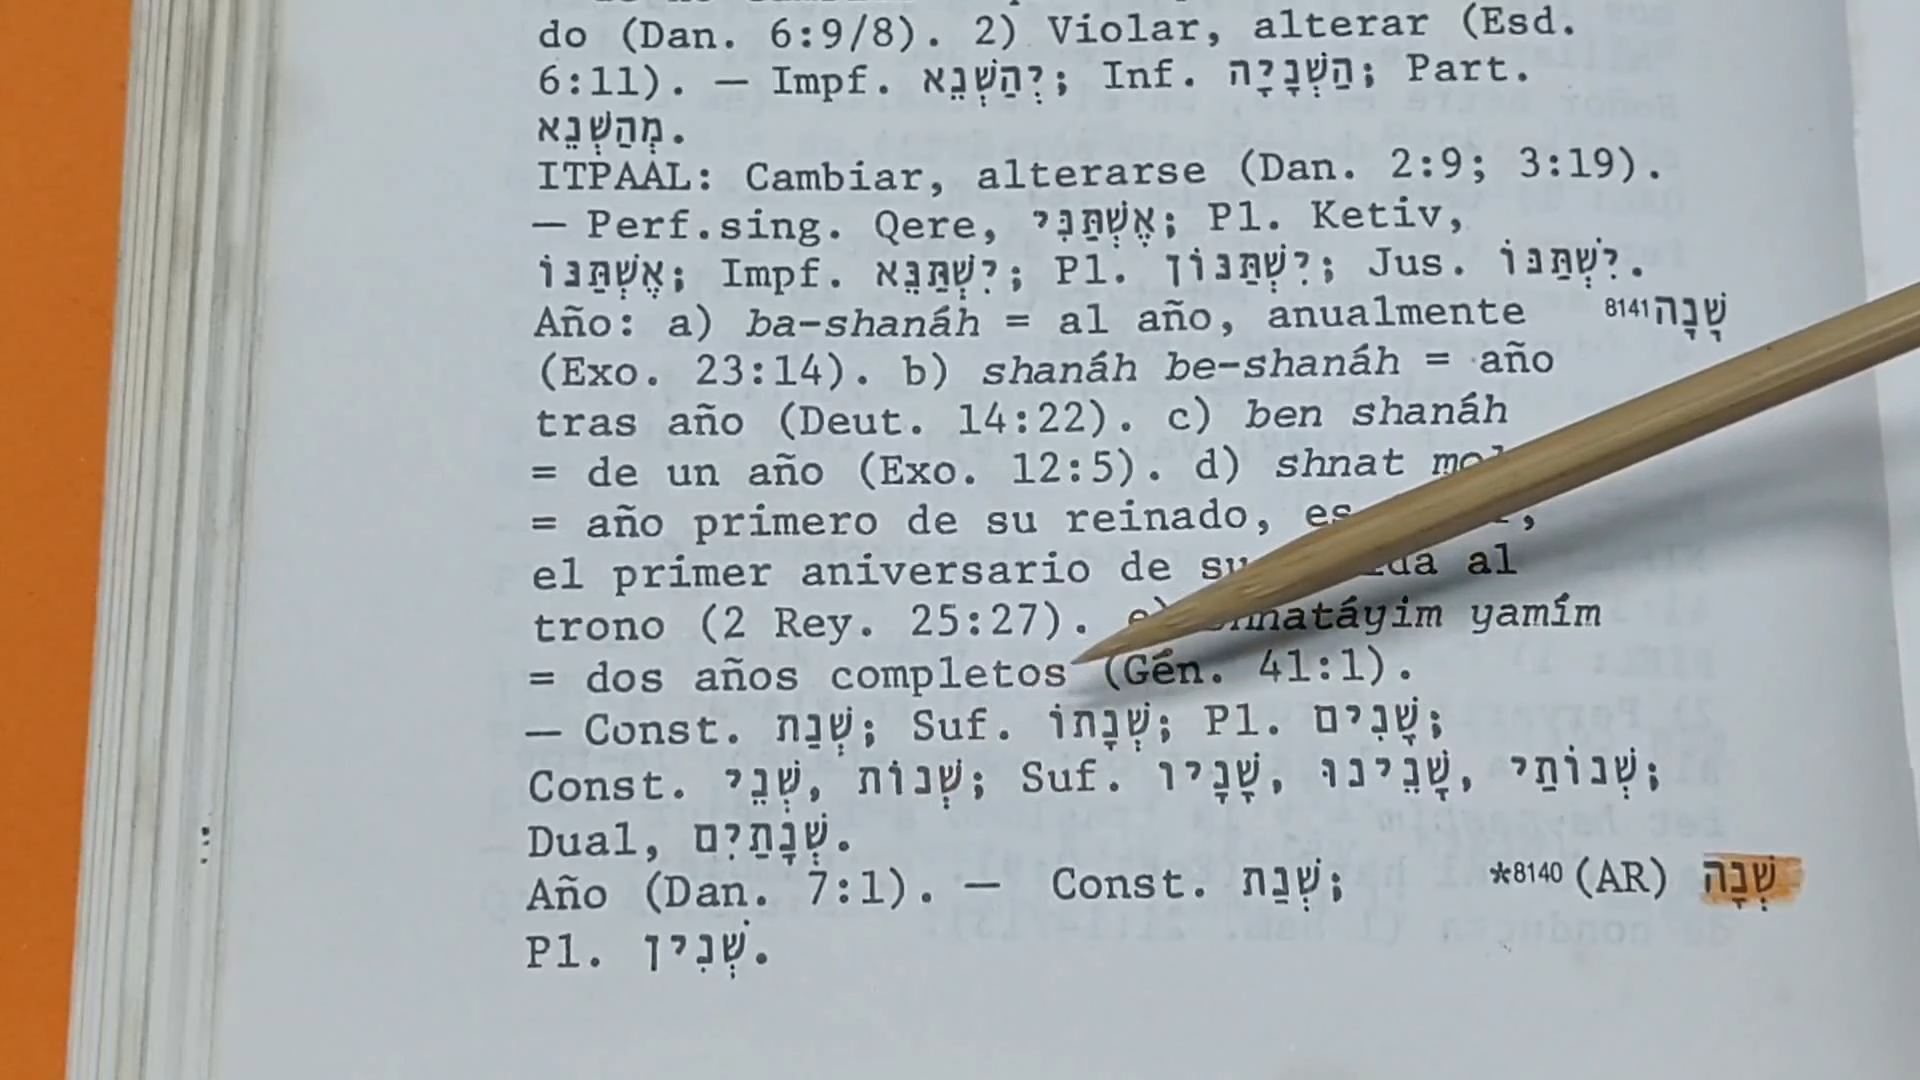 do (Dan. 6:9/8). 2) Violar, alterar (Esd.
6:11). — Impf. יְהַשְׁנֵא; Inf. הַשְׁנָיָה; Part.
מְהַשְׁנֵא.
ITPAAL: Cambiar, alterarse (Dan. 2:9; 3:19).
— Perf.sing. Qere, אֶשְׁתַּנִּי; Pl. Ketiv,
אֶשְׁתַּנּוֹ; Impf. יִשְׁתַּנֵּא; Pl. יִשְׁתַּנּוֹן; Jus. יִשְׁתַּנּוֹ.
Año: a) ba-shanáh = al año, anualmente 8141 שָׁנָה
(Exo. 23:14). b) shanáh be-shanáh = año
tras año (Deut. 14:22). c) ben shanáh
= de un año (Exo. 12:5). d) shnat
= año primero de su reinado,
el primer aniversario de al
trono (2 Rey. 25:27). yamím
= dos años completos (Gén. 41:1).
— Const. שְׁנַת; Suf. שְׁנָתוֹ; Pl. שָׁנִים;
Const. שְׁנֵי, שְׁנוֹת; Suf. שָׁנָיו, שָׁנֵינוּ, שְׁנוֹתַי;
Dual, שְׁנָתַיִם.
Año (Dan. 7:1). — Const. שְׁנַת; *8140 (AR) שְׁנָה
Pl. שְׁנִין.